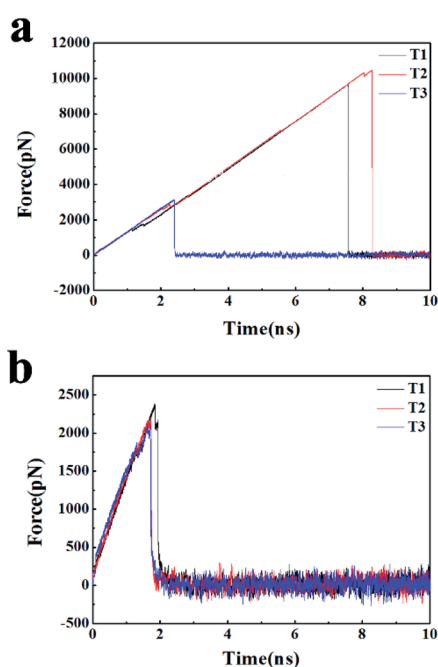 a
12000
10000
8000
6000
4000
2000
0
-2000
Force(pN)
T1
T2
T3
0 2 4 6 8 10
Time(ns)
b
2500
2000
1500
1000
500
0
-500
Force(pN)
T1
T2
T3
0 2 4 6 8 10
Time(ns)